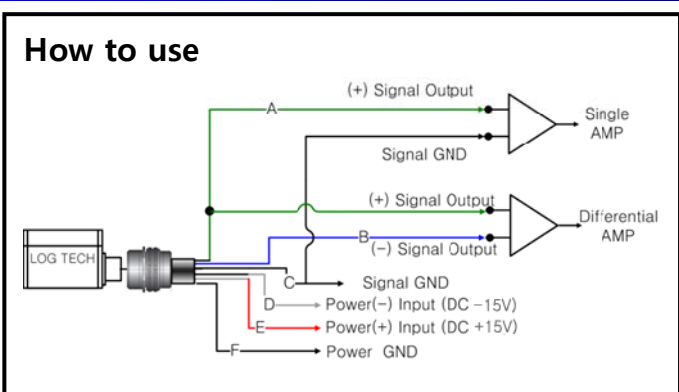 How to use
(+) Signal Output
A
Single
AMP
Signal GND
(+) Signal Output
Differential
AMP
B
(-) Signal Output
LOG TECH
C
Signal GND
D
Power(-) Input (DC -15V)
E
Power(+) Input (DC +15V)
F
Power GND